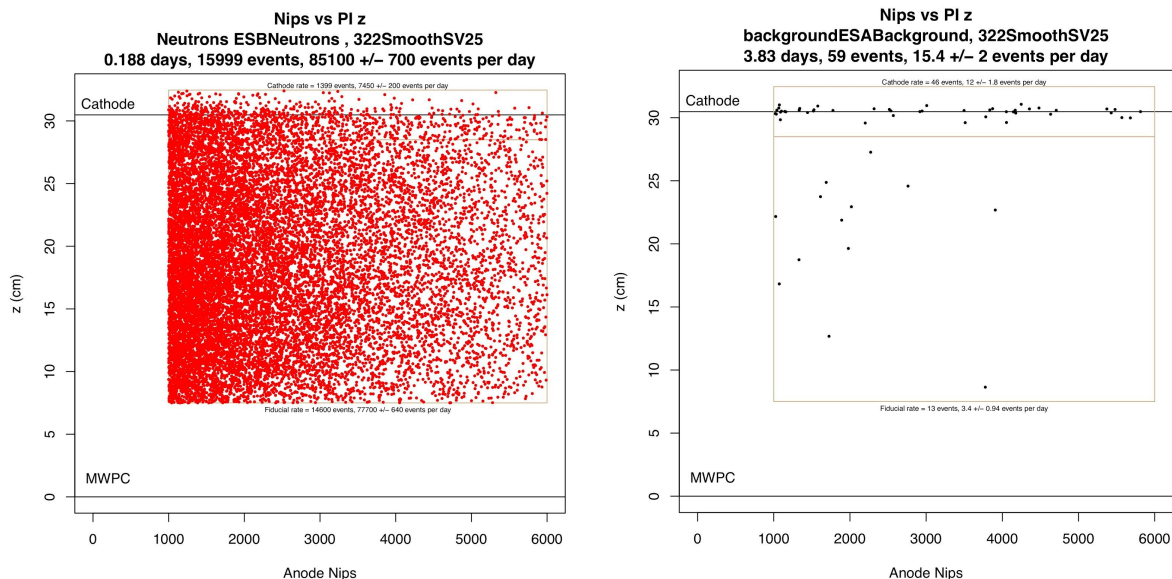 Nips vs PI z
Neutrons ESBNeutrons , 322SmoothSV25
0.188 days, 15999 events, 85100 +/− 700 events per day
Cathode rate = 1399 events, 7450 +/− 200 events per day
Cathode
30
25
20
15
10
5
0
z (cm)
Fiducial rate = 14600 events, 77700 +/− 640 events per day
MWPC
0 1000 2000 3000 4000 5000 6000
Anode Nips
Nips vs PI z
backgroundESABackground, 322SmoothSV25
3.83 days, 59 events, 15.4 +/− 2 events per day
Cathode rate = 46 events, 12 +/− 1.8 events per day
Cathode
30
25
20
15
10
5
0
z (cm)
Fiducial rate = 13 events, 3.4 +/− 0.94 events per day
MWPC
0 1000 2000 3000 4000 5000 6000
Anode Nips